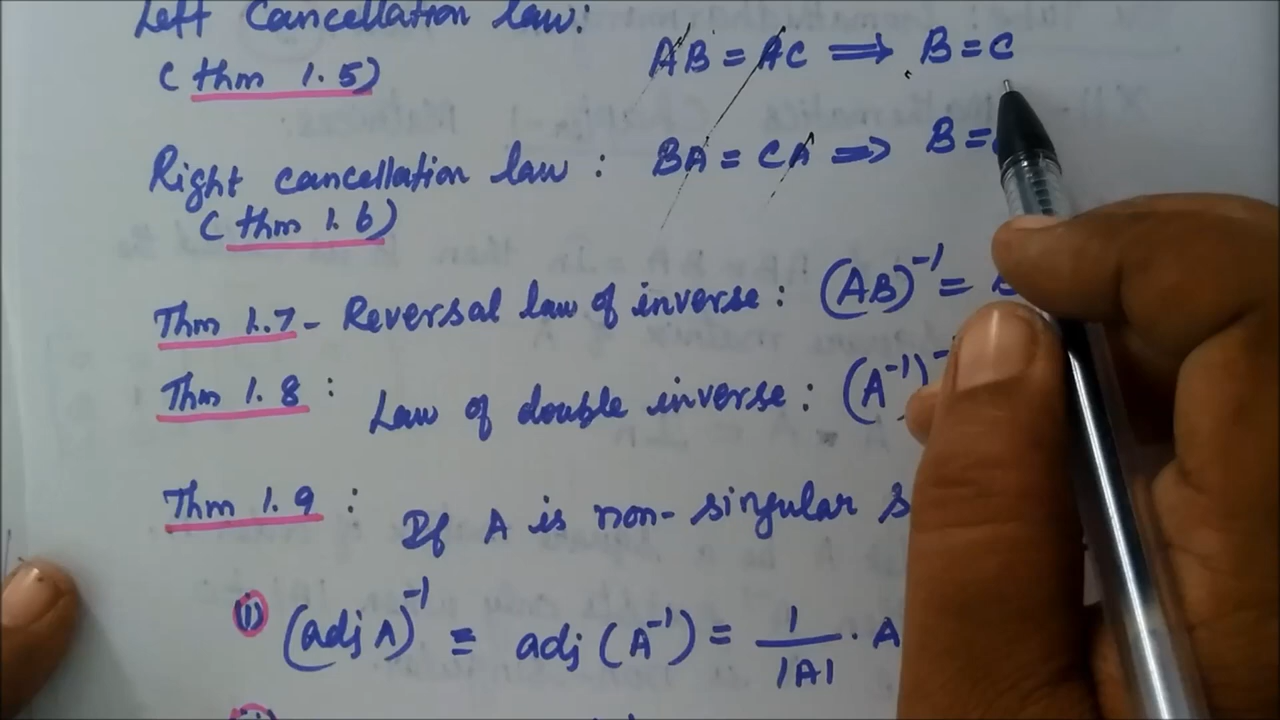 Left Cancellation law:
AB = AC ⟹ B = C
(thm 1.5)
Right cancellation law : BA = CA ⟹ B =
(thm 1.6)
Thm 1.7 - Reversal law of inverse : (AB)⁻¹ =
Thm 1.8 : Law of double inverse : (A⁻¹)⁻
Thm 1.9 : If A is non-singular s
(i) (adj A)⁻¹ = adj (A⁻¹) = 1/|A| · A